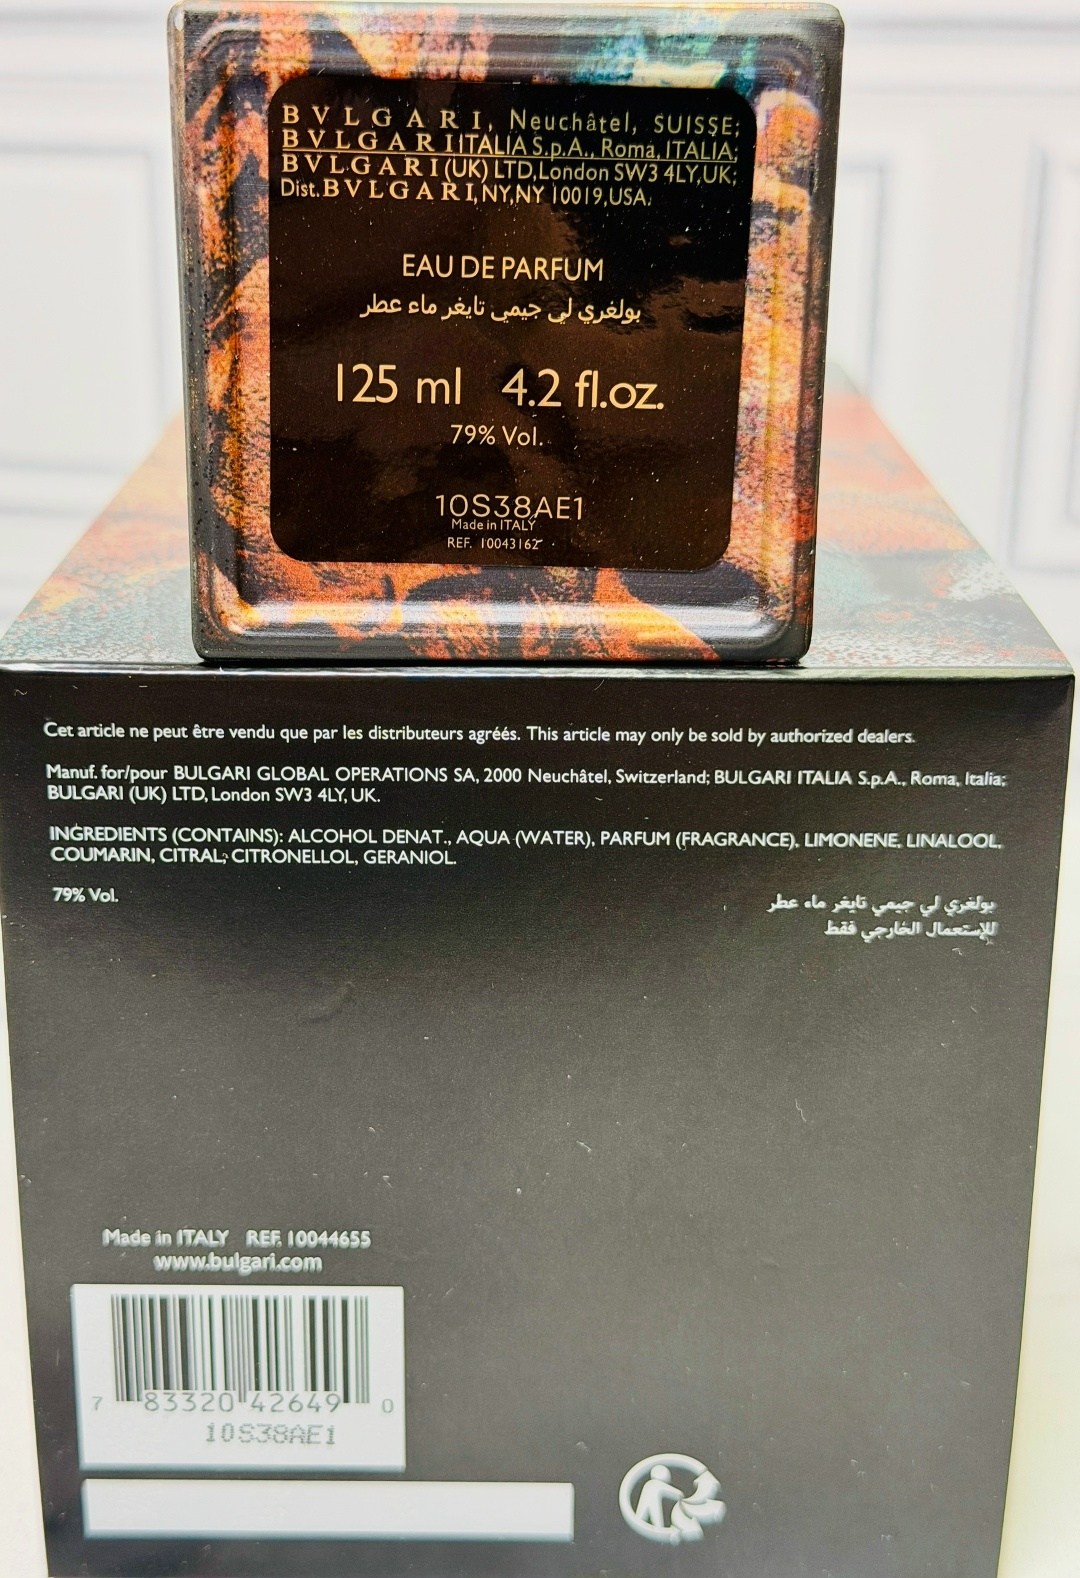 BVLGARI, Neuchâtel, SUISSE;
BVLGARI ITALIA S.p.A., Roma, ITALIA;
BVLGARI (UK) LTD, London SW3 4LY, UK;
Dist. BVLGARI, NY, NY 10019, USA.
EAU DE PARFUM
بولغري لي جيمي تايغر ماء عطر
125 ml 4.2 fl.oz.
79% Vol.
10S38AE1
Made in ITALY
REF. 10043162
Cet article ne peut être vendu que par les distributeurs agréés. This article may only be sold by authorized dealers.
Manuf. for/pour BULGARI GLOBAL OPERATIONS SA, 2000 Neuchâtel, Switzerland; BULGARI ITALIA S.p.A., Roma, Italia;
BULGARI (UK) LTD, London SW3 4LY, UK.
INGREDIENTS (CONTAINS): ALCOHOL DENAT., AQUA (WATER), PARFUM (FRAGRANCE), LIMONENE, LINALOOL,
COUMARIN, CITRAL, CITRONELLOL, GERANIOL.
79% Vol.
بولغري لي جيمي تايغر ماء عطر
للإستعمال الخارجي فقط
Made in ITALY REF. 10044655
www.bulgari.com
7 83320 42649 0
10S38AE1